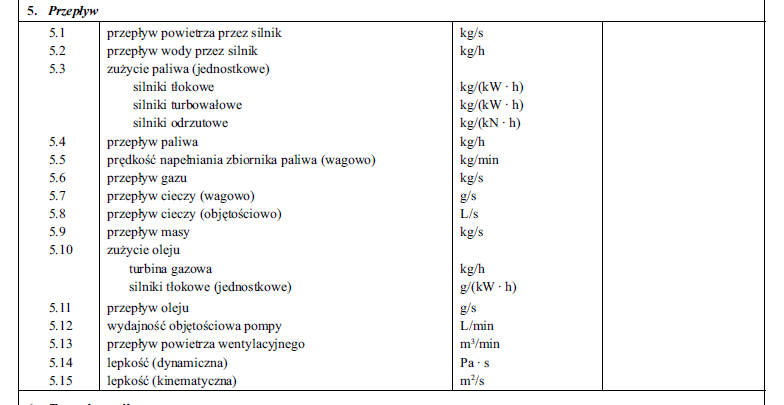 5. Przepływ
5.1 przepływ powietrza przez silnik kg/s
5.2 przepływ wody przez silnik kg/h
5.3 zużycie paliwa (jednostkowe)
silniki tłokowe kg/(kW · h)
silniki turbowałowe kg/(kW · h)
silniki odrzutowe kg/(kN · h)
5.4 przepływ paliwa kg/h
5.5 prędkość napełniania zbiornika paliwa (wagowo) kg/min
5.6 przepływ gazu kg/s
5.7 przepływ cieczy (wagowo) g/s
5.8 przepływ cieczy (objętościowo) L/s
5.9 przepływ masy kg/s
5.10 zużycie oleju
turbina gazowa kg/h
silniki tłokowe (jednostkowe) g/(kW · h)
5.11 przepływ oleju g/s
5.12 wydajność objętościowa pompy L/min
5.13 przepływ powietrza wentylacyjnego m³/min
5.14 lepkość (dynamiczna) Pa · s
5.15 lepkość (kinematyczna) m²/s